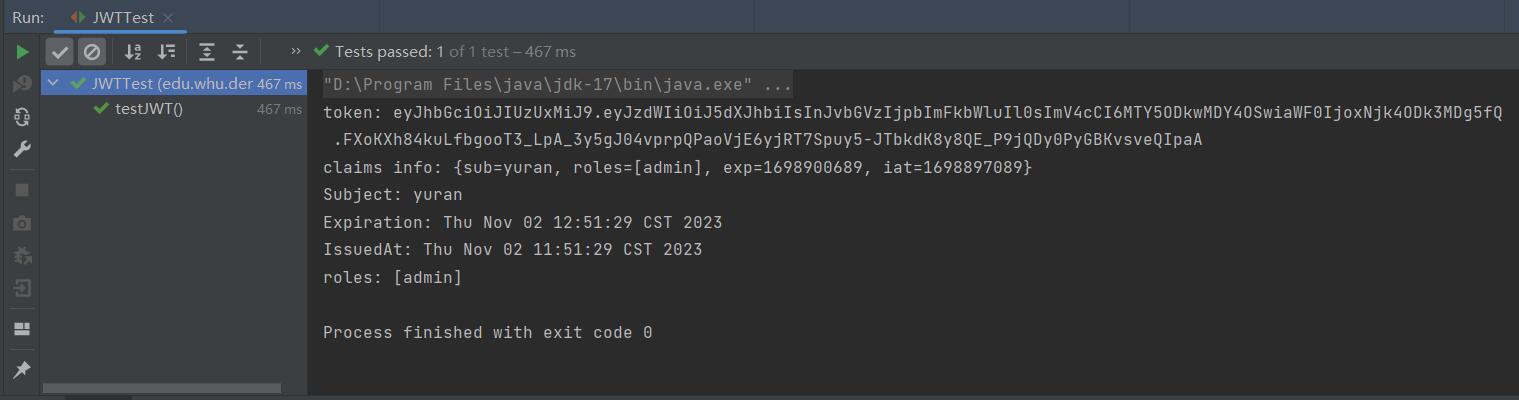 Run: JWTTest
Tests passed: 1 of 1 test – 467 ms
JWTTest (edu.whu.der 467 ms
testJWT() 467 ms
"D:\Program Files\java\jdk-17\bin\java.exe" ...
token: eyJhbGciOiJIUzUxMiJ9.eyJzdWIiOiJ5dXJhbiIsInJvbGVzIjpbImFkbWluIl0sImV4cCI6MTY5ODkwMDY4OSwiaWF0IjoxNjk4ODk3MDg5fQ
.FXoKXh84kuLfbgooT3_LpA_3y5gJ04vprpQPaoVjE6yjRT7Spuy5-JTbkdK8y8QE_P9jQDy0PyGBKvsveQIpaA
claims info: {sub=yuran, roles=[admin], exp=1698900689, iat=1698897089}
Subject: yuran
Expiration: Thu Nov 02 12:51:29 CST 2023
IssuedAt: Thu Nov 02 11:51:29 CST 2023
roles: [admin]
Process finished with exit code 0